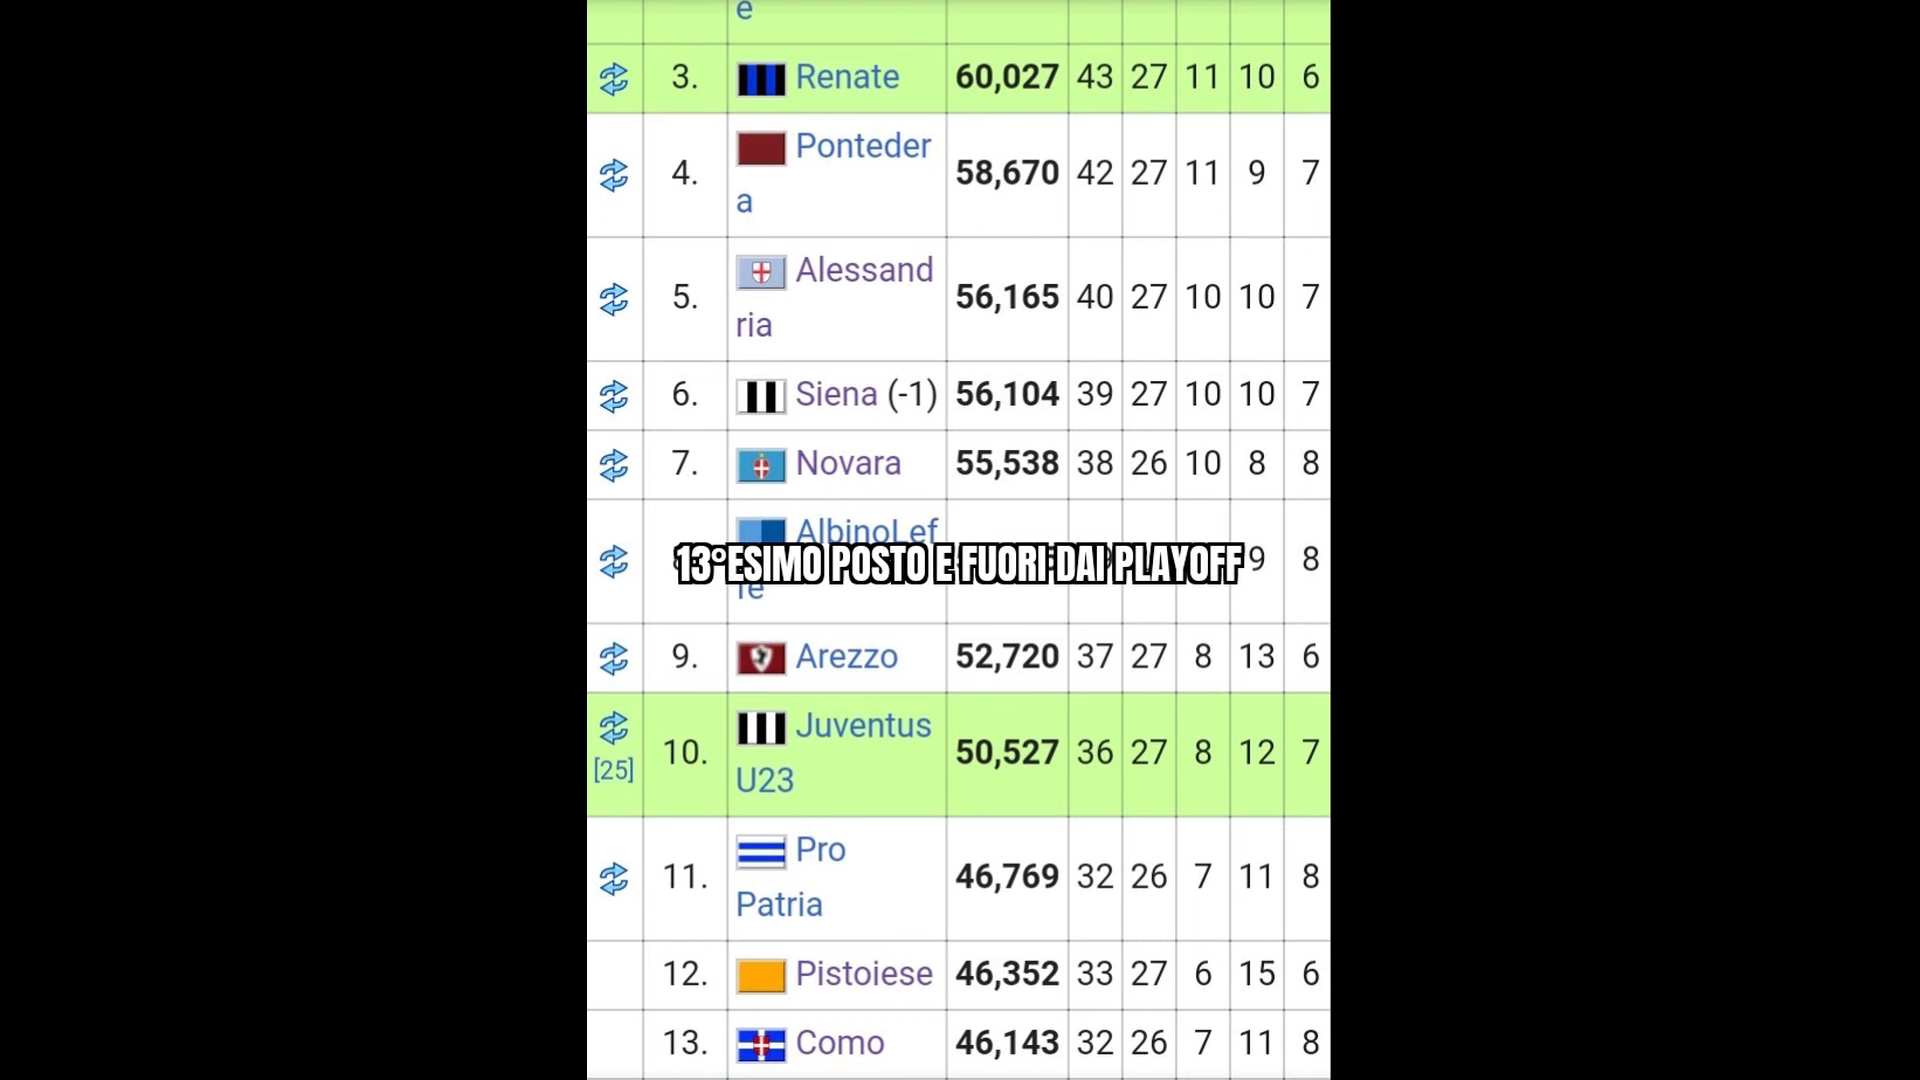 e
3. Renate 60,027 43 27 11 10 6
4. Ponteder
a 58,670 42 27 11 9 7
5. Alessand
ria 56,165 40 27 10 10 7
6. Siena (-1) 56,104 39 27 10 10 7
7. Novara 55,538 38 26 10 8 8
AlbinoLef
fe 9 8
13°ESIMO POSTO E FUORI DAI PLAYOFF
9. Arezzo 52,720 37 27 8 13 6
[25] 10. Juventus
U23 50,527 36 27 8 12 7
11. Pro
Patria 46,769 32 26 7 11 8
12. Pistoiese 46,352 33 27 6 15 6
13. Como 46,143 32 26 7 11 8